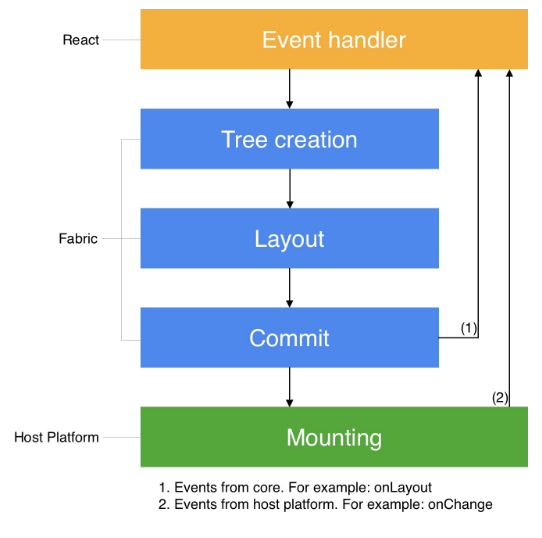 React
Event handler
Tree creation
Fabric
Layout
Commit
(1)
(2)
Host Platform
Mounting
1. Events from core. For example: onLayout
2. Events from host platform. For example: onChange